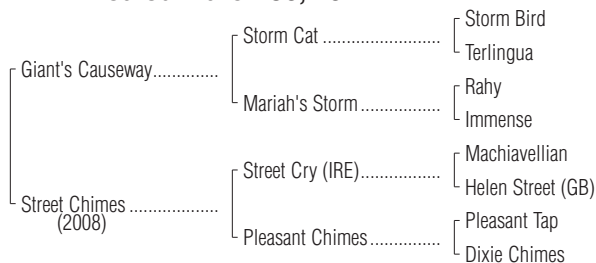 Storm Bird
Storm Cat ........................
Terlingua
Giant's Causeway..............
Rahy
Mariah's Storm .................
Immense
Machiavellian
Street Cry (IRE)..................
Helen Street (GB)
Street Chimes ...................
(2008)
Pleasant Tap
Pleasant Chimes...............
Dixie Chimes